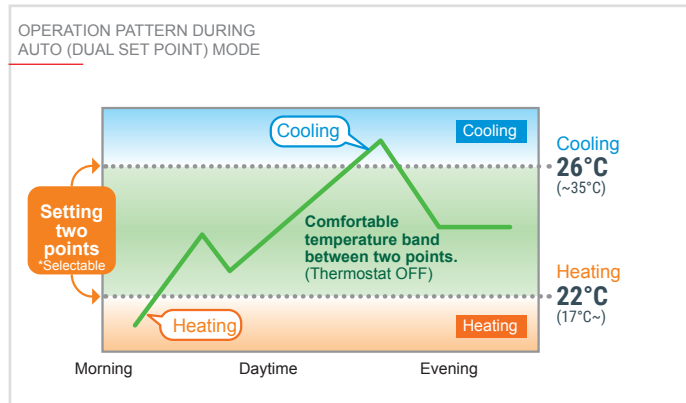 OPERATION PATTERN DURING
AUTO (DUAL SET POINT) MODE
Cooling
Cooling
Cooling
26°C
(~35°C)
Setting
two
points
*Selectable
Comfortable
temperature band
between two points.
(Thermostat OFF)
Heating
22°C
(17°C~)
Heating
Heating
Morning
Daytime
Evening